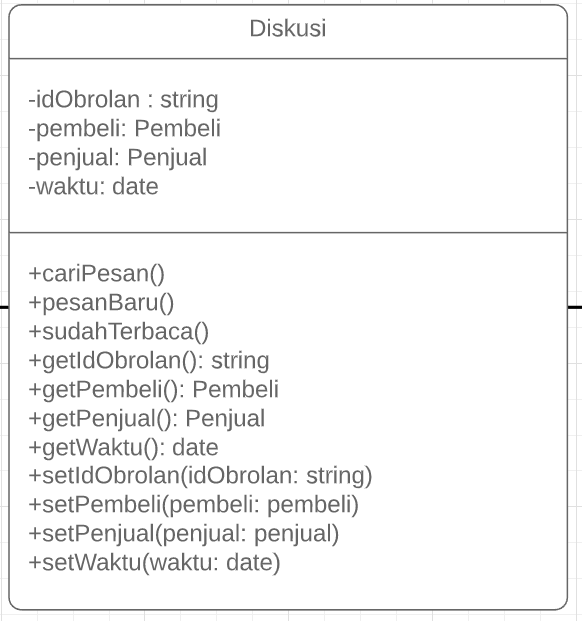 Diskusi
-idObrolan : string
-pembeli: Pembeli
-penjual: Penjual
-waktu: date
+cariPesan()
+pesanBaru()
+sudahTerbaca()
+getIdObrolan(): string
+getPembeli(): Pembeli
+getPenjual(): Penjual
+getWaktu(): date
+setIdObrolan(idObrolan: string)
+setPembeli(pembeli: pembeli)
+setPenjual(penjual: penjual)
+setWaktu(waktu: date)